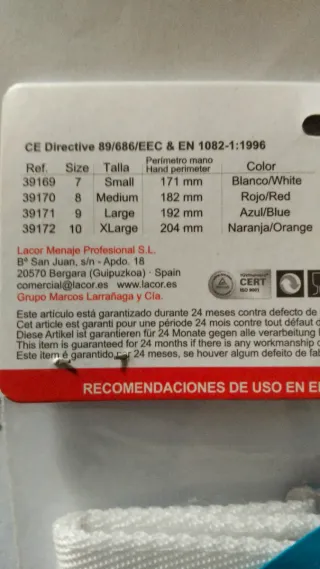 CE Directive 89/686/EEC & EN 1082-1:1996
Ref. Size Talla Perímetro mano Hand perimeter Color
39169 7 Small 171 mm Blanco/White
39170 8 Medium 182 mm Rojo/Red
39171 9 Large 192 mm Azul/Blue
39172 10 XLarge 204 mm Naranja/Orange
Lacor Menaje Profesional S.L.
Bº San Juan, s/n - Apdo. 18
20570 Bergara (Guipuzkoa) · Spain
comercial@lacor.es www.lacor.es
Grupo Marcos Larrañaga y Cía.
CERT
ISO 9001
Este artículo está garantizado durante 24 meses contra defecto de
Cet article est garanti pour une période 24 mois contre tout défaut
Diese Artikel ist garantieren für 24 Monate gegen alle verarbeitung
This item is guaranteed for 24 months if there is any workmanship
Este item é garantido por 24 meses, se houver algum defeito de
RECOMENDACIONES DE USO EN